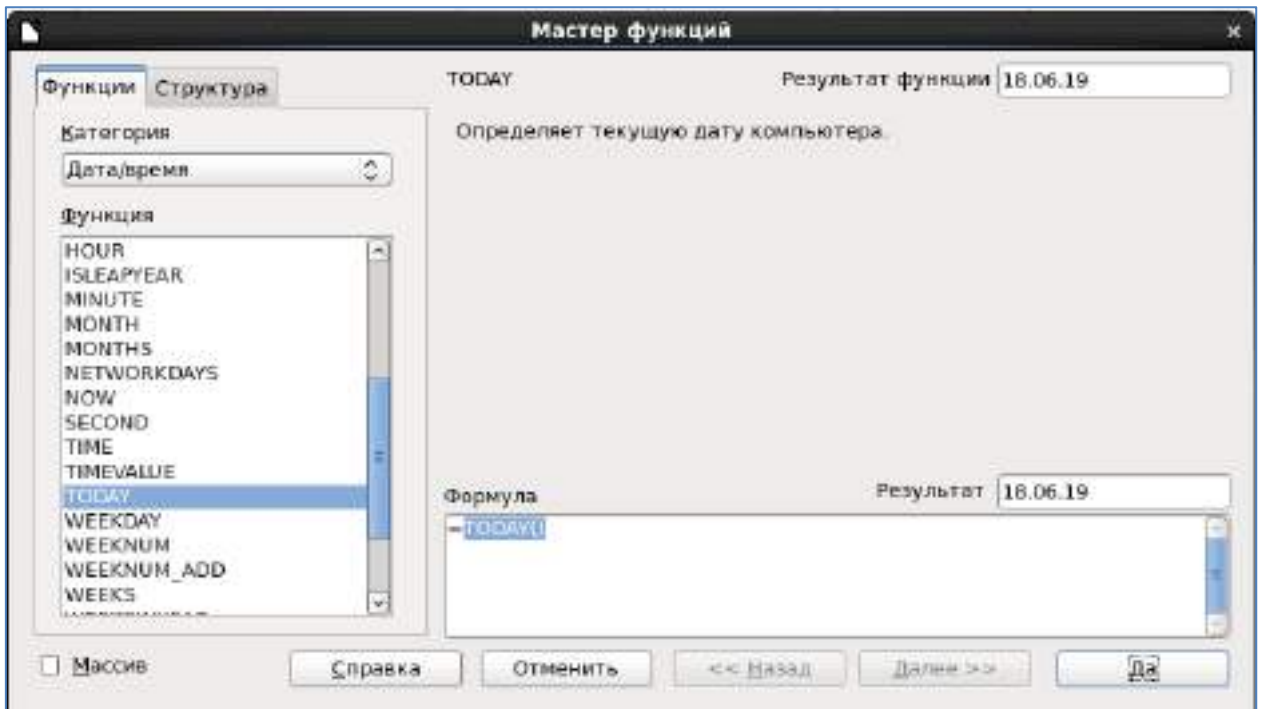 Мастер функций
Функции Структура
TODAY
Результат функции 18.06.19
Определяет текущую дату компьютера.
Категория
Дата/время
Функция
HOUR
ISLEAPYEAR
MINUTE
MONTH
MONTHS
NETWORKDAYS
NOW
SECOND
TIME
TIMEVALUE
TODAY
WEEKDAY
WEEKNUM
WEEKNUM_ADD
WEEKS
Формула
Результат 18.06.19
=TODAY()
Массив
Справка
Отменить
<< Назад
Далее >>
Да